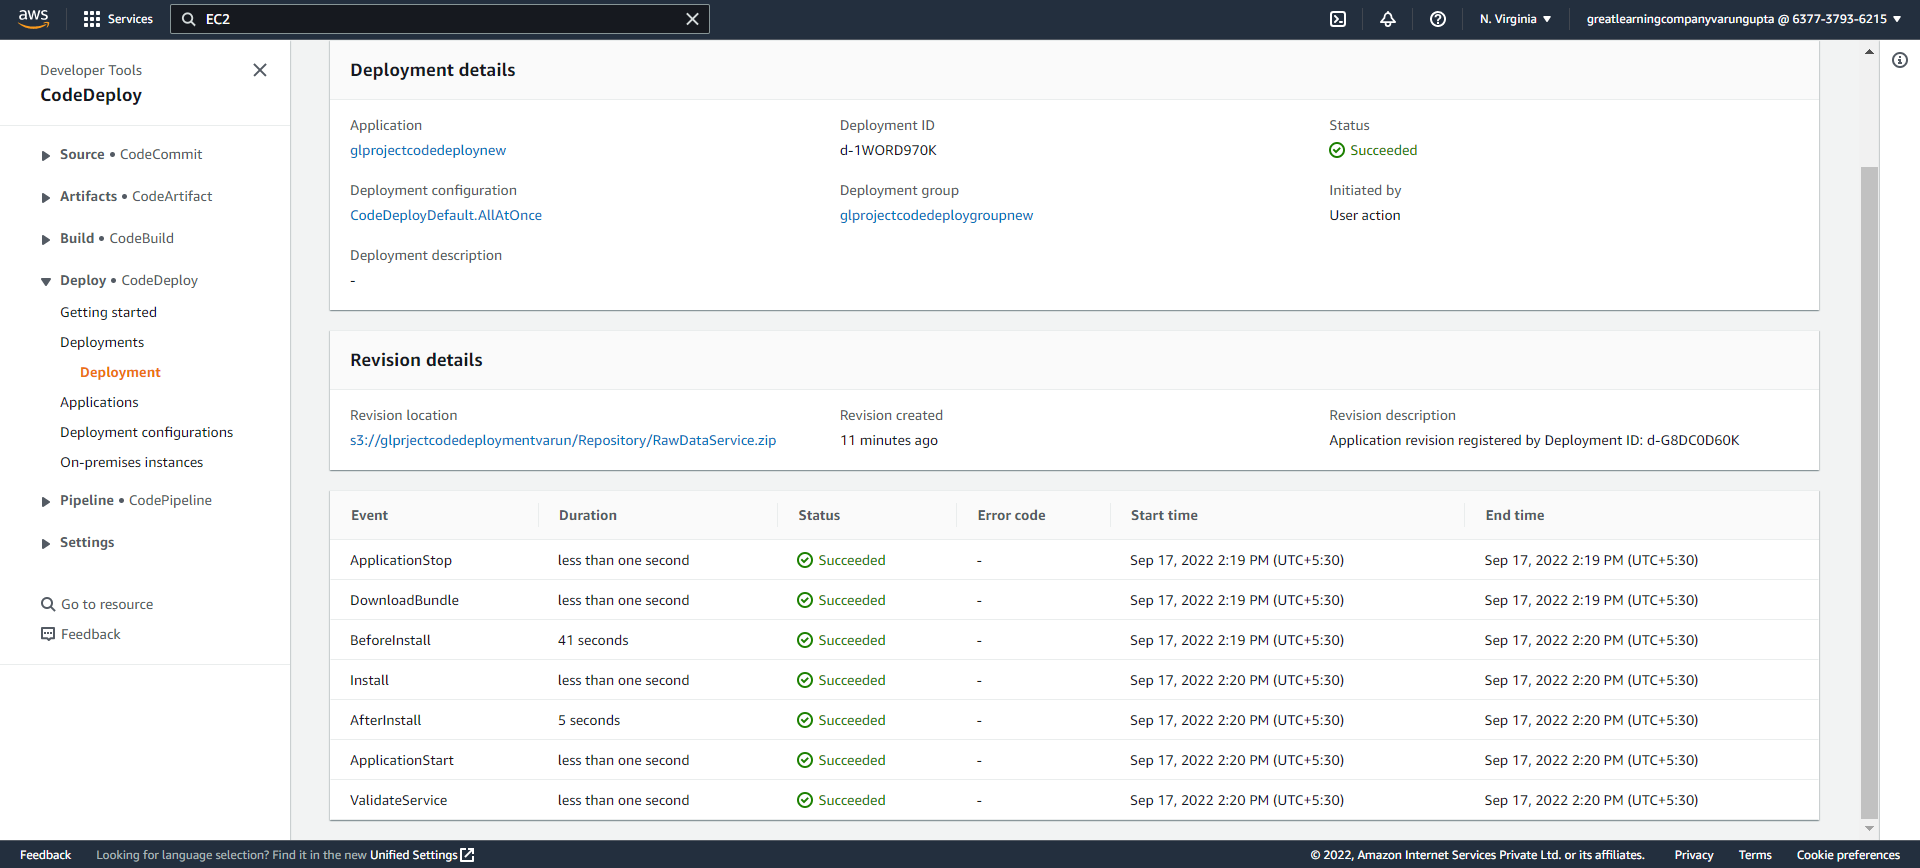 aws Services EC2 N. Virginia greatlearningcompanyvarungupta @ 6377-3793-6215
Developer Tools
CodeDeploy
Source • CodeCommit
Artifacts • CodeArtifact
Build • CodeBuild
Deploy • CodeDeploy
Getting started
Deployments
Deployment
Applications
Deployment configurations
On-premises instances
Pipeline • CodePipeline
Settings
Go to resource
Feedback
Deployment details
Application Deployment ID Status
glprojectcodedeploynew d-1WORD970K Succeeded
Deployment configuration Deployment group Initiated by
CodeDeployDefault.AllAtOnce glprojectcodedeploygroupnew User action
Deployment description
-
Revision details
Revision location Revision created Revision description
s3://glprjectcodedeploymentvarun/Repository/RawDataService.zip 11 minutes ago Application revision registered by Deployment ID: d-G8DC0D60K
Event Duration Status Error code Start time End time
ApplicationStop less than one second Succeeded - Sep 17, 2022 2:19 PM (UTC+5:30) Sep 17, 2022 2:19 PM (UTC+5:30)
DownloadBundle less than one second Succeeded - Sep 17, 2022 2:19 PM (UTC+5:30) Sep 17, 2022 2:19 PM (UTC+5:30)
BeforeInstall 41 seconds Succeeded - Sep 17, 2022 2:19 PM (UTC+5:30) Sep 17, 2022 2:20 PM (UTC+5:30)
Install less than one second Succeeded - Sep 17, 2022 2:20 PM (UTC+5:30) Sep 17, 2022 2:20 PM (UTC+5:30)
AfterInstall 5 seconds Succeeded - Sep 17, 2022 2:20 PM (UTC+5:30) Sep 17, 2022 2:20 PM (UTC+5:30)
ApplicationStart less than one second Succeeded - Sep 17, 2022 2:20 PM (UTC+5:30) Sep 17, 2022 2:20 PM (UTC+5:30)
ValidateService less than one second Succeeded - Sep 17, 2022 2:20 PM (UTC+5:30) Sep 17, 2022 2:20 PM (UTC+5:30)
Feedback Looking for language selection? Find it in the new Unified Settings © 2022, Amazon Internet Services Private Ltd. or its affiliates. Privacy Terms Cookie preferences